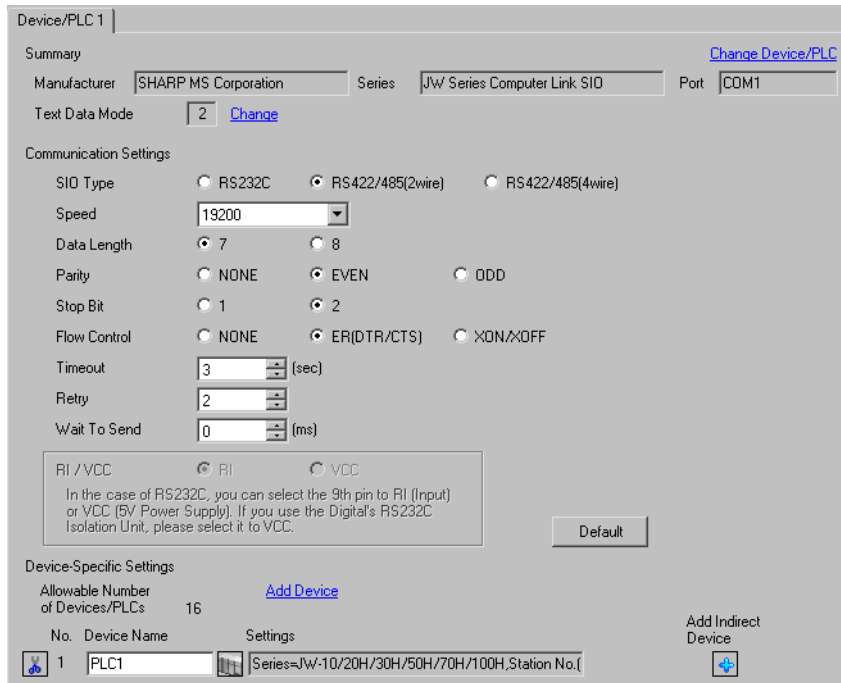 Device/PLC 1
Summary
Change Device/PLC
Manufacturer SHARP MS Corporation Series JW Series Computer Link SIO Port COM1
Text Data Mode 2 Change
Communication Settings
SIO Type RS232C RS422/485(2wire) RS422/485(4wire)
Speed 19200
Data Length 7 8
Parity NONE EVEN ODD
Stop Bit 1 2
Flow Control NONE ER(DTR/CTS) XON/XOFF
Timeout 3 (sec)
Retry 2
Wait To Send 0 (ms)
RI / VCC RI VCC
In the case of RS232C, you can select the 9th pin to RI (Input)
or VCC (5V Power Supply). If you use the Digital's RS232C
Isolation Unit, please select it to VCC.
Default
Device-Specific Settings
Allowable Number
of Devices/PLCs 16
Add Device
No. Device Name Settings
Add Indirect
Device
1 PLC1 Series=JW-10/20H/30H/50H/70H/100H,Station No.(